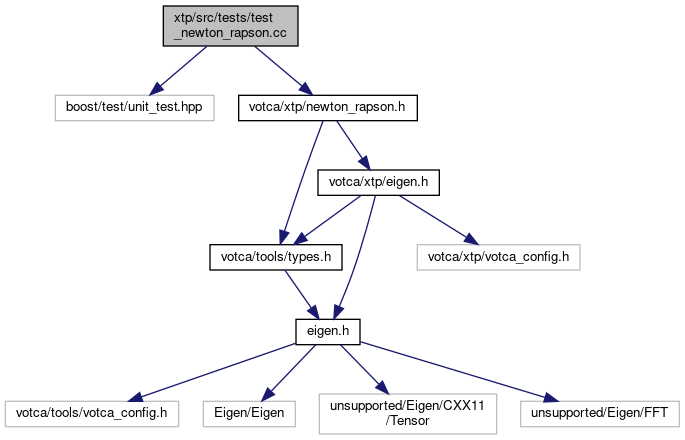 xtp/src/tests/test
_newton_rapson.cc
boost/test/unit_test.hpp
votca/xtp/newton_rapson.h
votca/xtp/eigen.h
votca/tools/types.h
votca/xtp/votca_config.h
eigen.h
votca/tools/votca_config.h
Eigen/Eigen
unsupported/Eigen/CXX11
/Tensor
unsupported/Eigen/FFT